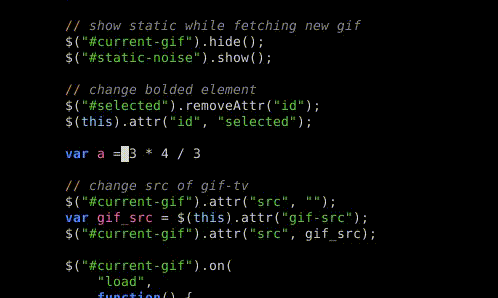 // show static while fetching new gif
$("#current-gif").hide();
$("#static-noise").show();
// change bolded element
$("#selected").removeAttr("id");
$(this).attr("id", "selected");
var a = 3 * 4 / 3
// change src of gif-tv
$("#current-gif").attr("src", "");
var gif_src = $(this).attr("gif-src");
$("#current-gif").attr("src", gif_src);
$("#current-gif").on(
"load",
function() {